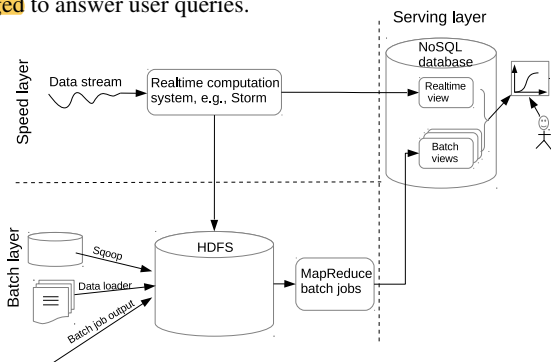 ged to answer user queries.
Serving layer
NoSQL
database
Speed layer
Data stream
Realtime computation
system, e.g., Storm
Realtime
view
Batch
views
Batch layer
Sqoop
Data loader
Batch job output
HDFS
MapReduce
batch jobs